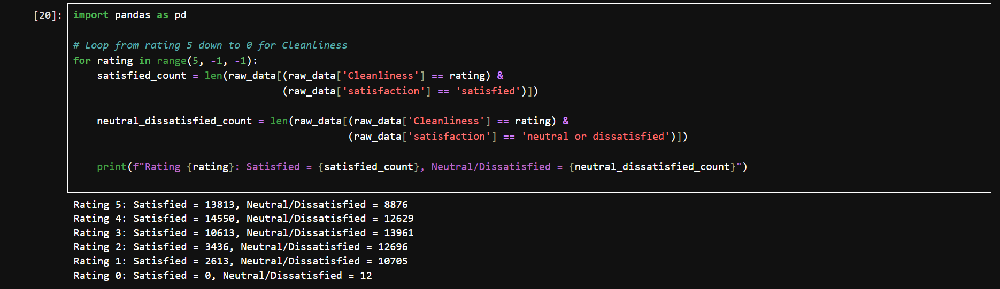 [20]:
import pandas as pd
# Loop from rating 5 down to 0 for Cleanliness
for rating in range(5, -1, -1):
    satisfied_count = len(raw_data[(raw_data['Cleanliness'] == rating) &
                                   (raw_data['satisfaction'] == 'satisfied')])
    neutral_dissatisfied_count = len(raw_data[(raw_data['Cleanliness'] == rating) &
                                              (raw_data['satisfaction'] == 'neutral or dissatisfied')])
    print(f"Rating {rating}: Satisfied = {satisfied_count}, Neutral/Dissatisfied = {neutral_dissatisfied_count}")
Rating 5: Satisfied = 13813, Neutral/Dissatisfied = 8876
Rating 4: Satisfied = 14550, Neutral/Dissatisfied = 12629
Rating 3: Satisfied = 10613, Neutral/Dissatisfied = 13961
Rating 2: Satisfied = 3436, Neutral/Dissatisfied = 12696
Rating 1: Satisfied = 2613, Neutral/Dissatisfied = 10705
Rating 0: Satisfied = 0, Neutral/Dissatisfied = 12